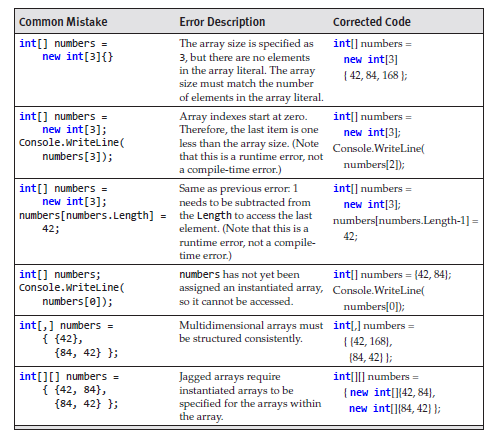 Common Mistake Error Description Corrected Code
int[] numbers =
new int[3]{}
The array size is specified as
3, but there are no elements
in the array literal. The array
size must match the number
of elements in the array literal.
int[] numbers =
new int[3]
{ 42, 84, 168 };
int[] numbers =
new int[3];
Console.WriteLine(
numbers[3]);
Array indexes start at zero.
Therefore, the last item is one
less than the array size. (Note
that this is a runtime error, not
a compile-time error.)
int[] numbers =
new int[3];
Console.WriteLine(
numbers[2]);
int[] numbers =
new int[3];
numbers[numbers.Length] =
42;
Same as previous error: 1
needs to be subtracted from
the Length to access the last
element. (Note that this is a
runtime error, not a compile-
time error.)
int[] numbers =
new int[3];
numbers[numbers.Length-1] =
42;
int[] numbers;
Console.WriteLine(
numbers[0]);
numbers has not yet been
assigned an instantiated array,
so it cannot be accessed.
int[] numbers = {42, 84};
Console.WriteLine(
numbers[0]);
int[,] numbers =
{ {42},
{84, 42} };
Multidimensional arrays must
be structured consistently.
int[,] numbers =
{ {42, 168},
{84, 42} };
int[][] numbers =
{ {42, 84},
{84, 42} };
Jagged arrays require
instantiated arrays to be
specified for the arrays within
the array.
int[][] numbers =
{ new int[]{42, 84},
new int[]{84, 42} };